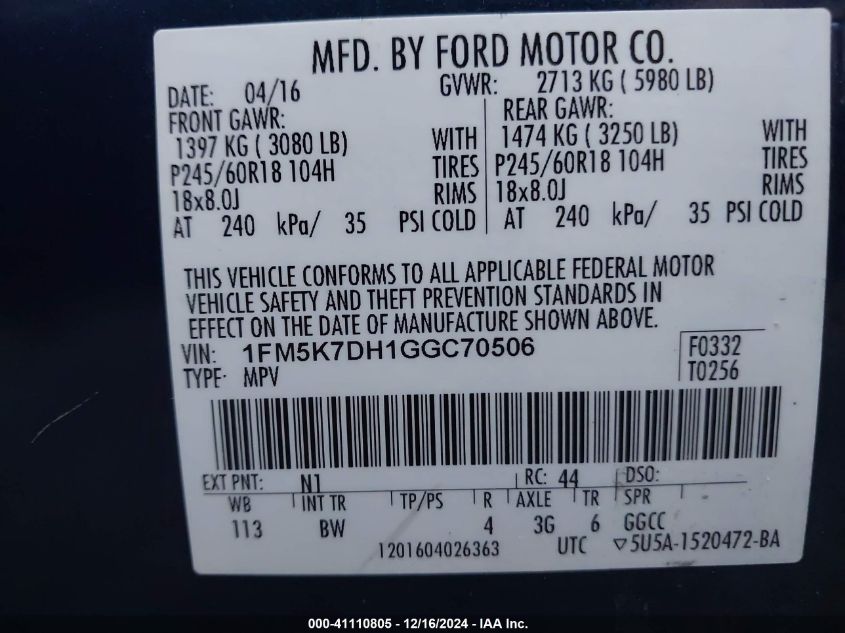 MFD. BY FORD MOTOR CO.
DATE: 04/16 GVWR: 2713 KG ( 5980 LB)
FRONT GAWR: REAR GAWR:
1397 KG ( 3080 LB) WITH 1474 KG ( 3250 LB) WITH
P245/60R18 104H TIRES P245/60R18 104H TIRES
18x8.0J RIMS 18x8.0J RIMS
AT 240 kPa/ 35 PSI COLD AT 240 kPa/ 35 PSI COLD
THIS VEHICLE CONFORMS TO ALL APPLICABLE FEDERAL MOTOR
VEHICLE SAFETY AND THEFT PREVENTION STANDARDS IN
EFFECT ON THE DATE OF MANUFACTURE SHOWN ABOVE.
VIN: 1FM5K7DH1GGC70506 F0332
TYPE: MPV T0256
EXT PNT: N1 RC: 44 DSO:
WB INT TR TP/PS R AXLE TR SPR
113 BW 4 3G 6 GGCC
1201604026363 UTC ▽5U5A-1520472-BA
000-41110805 - 12/16/2024 - IAA Inc.